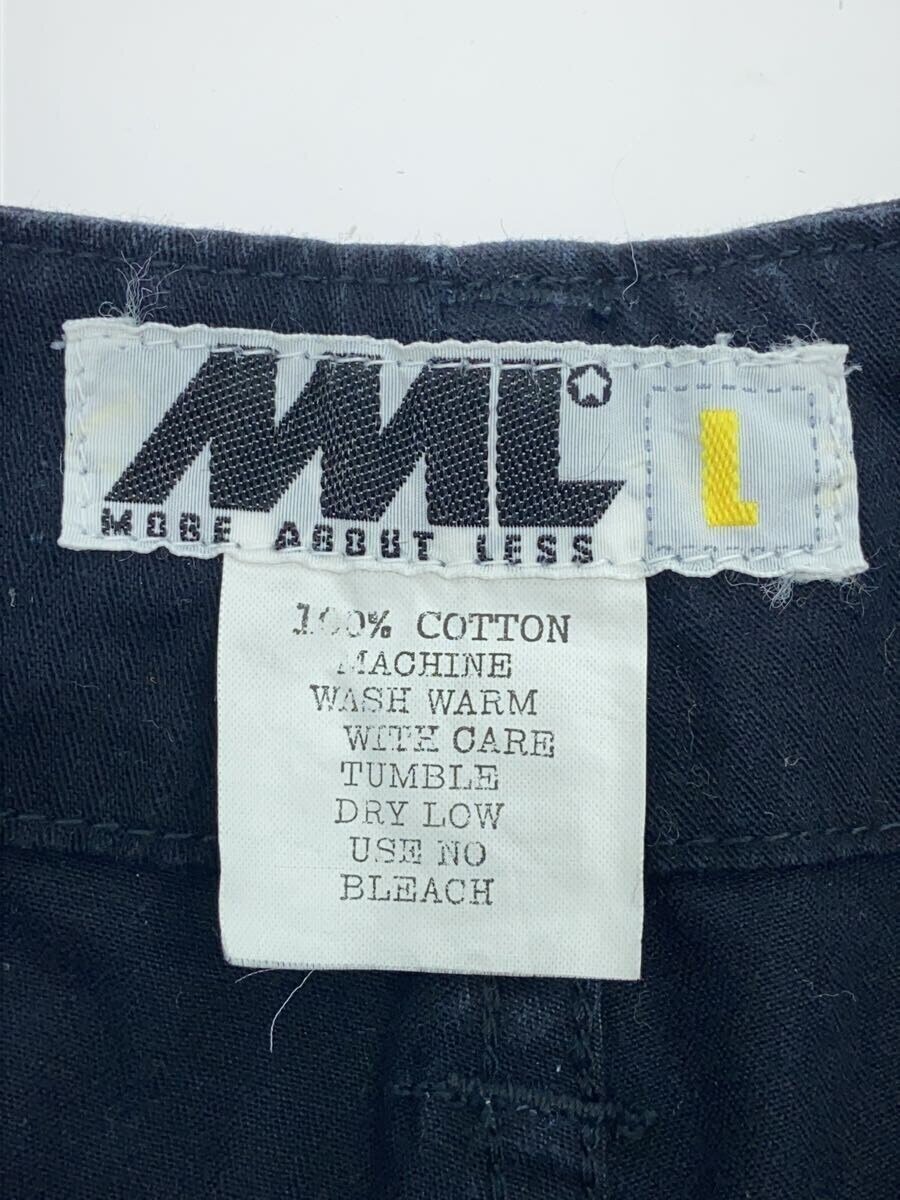 MML
L
MORE ABOUT LESS
100% COTTON
MACHINE
WASH WARM
WITH CARE
TUMBLE
DRY LOW
USE NO
BLEACH